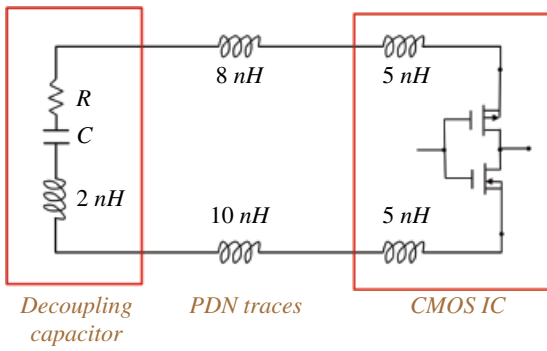 8 nH
5 nH
R
C
2 nH
10 nH
5 nH
Decoupling
capacitor
PDN traces
CMOS IC